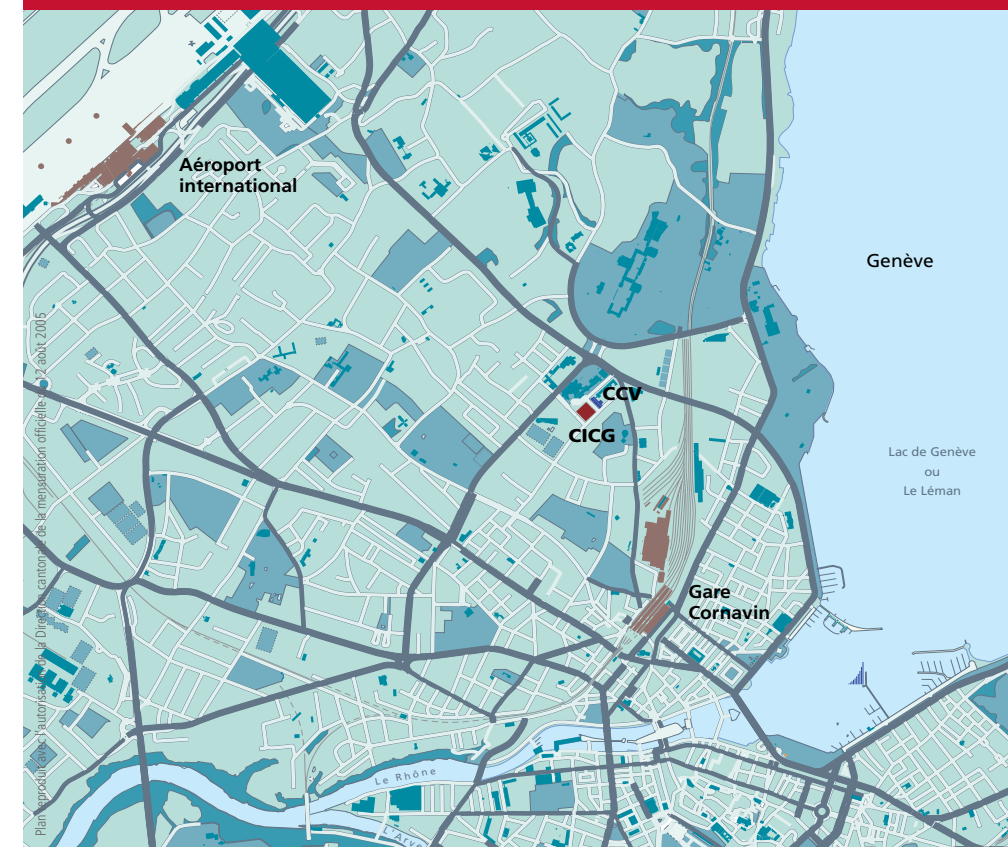 Aéroport
international
Genève
CCV
CICG
Lac de Genève
ou
Le Léman
Gare
Cornavin
Le Rhône
L'Arve
Plan reproduit avec l'autorisation de la Direction cantonale de la mensuration officielle 12 août 2005